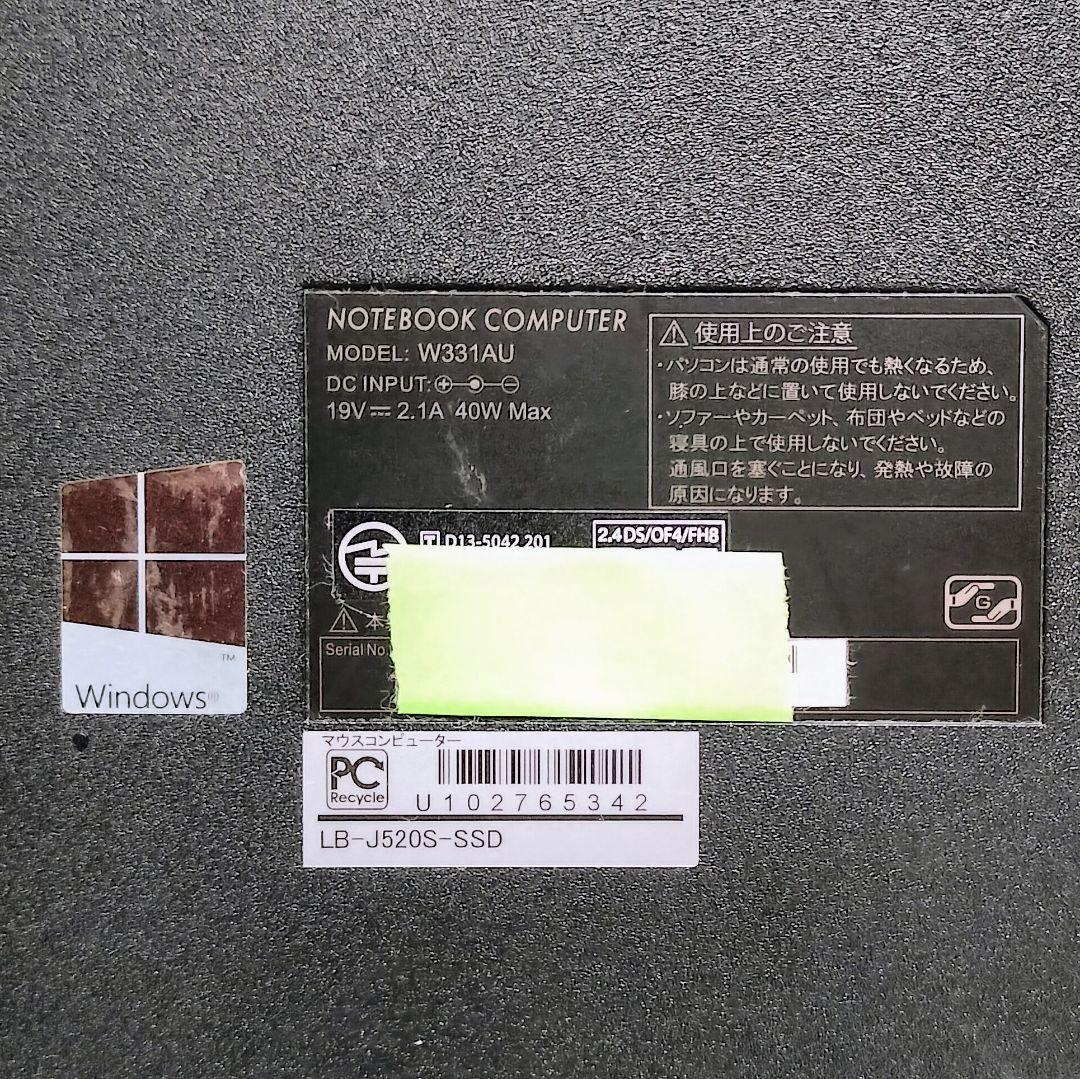 NOTEBOOK COMPUTER
MODEL: W331AU
DC INPUT:
19V 2.1A 40W Max
使用上のご注意
・パソコンは通常の使用でも熱くなるため、
膝の上などに置いて使用しないでください。
・ソファーやカーペット、布団やベッドなどの
寝具の上で使用しないでください。
通風口を塞ぐことになり、発熱や故障の
原因になります。
T D13-5042 201
2.4DS/OF4/FH8
本
G
Serial No
TM
Windows
マウスコンピューター
PC
Recycle
U102765342
LB-J520S-SSD